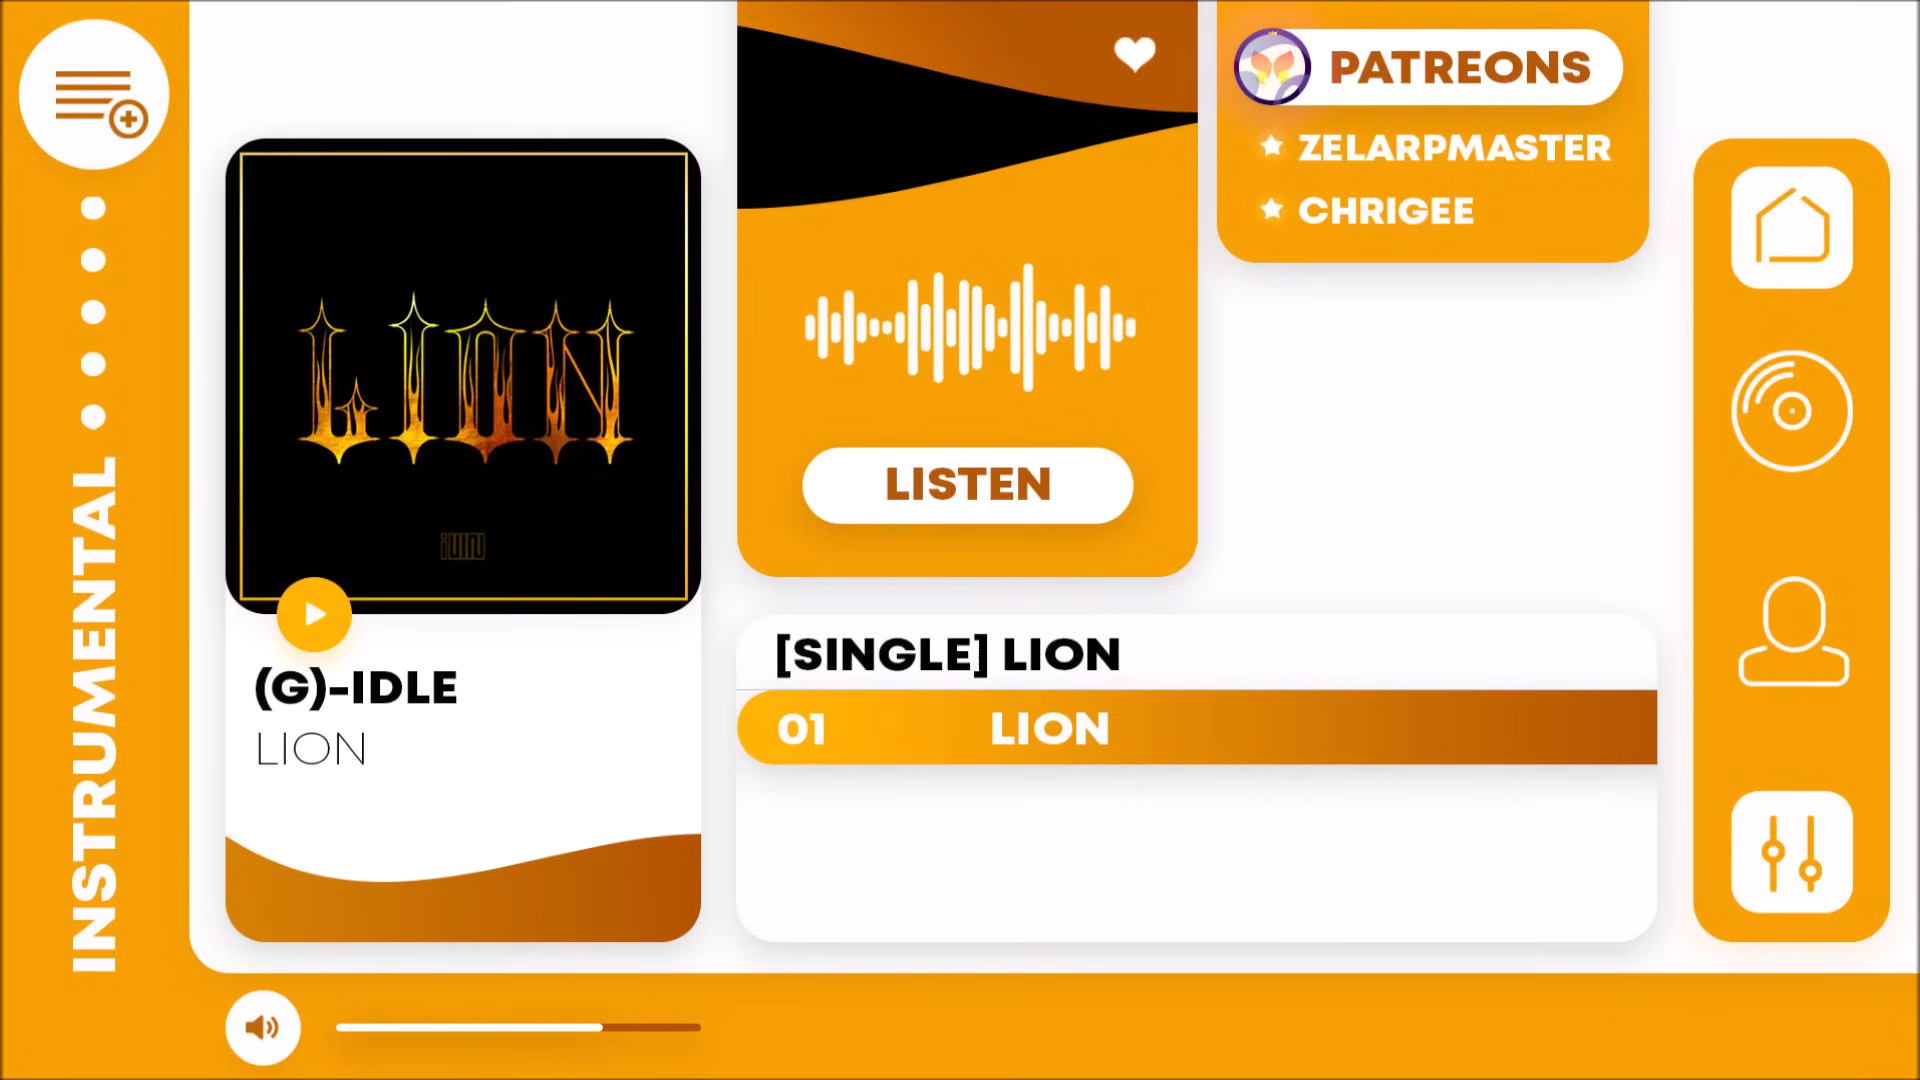 INSTRUMENTAL
LION
(G)-IDLE
LION
LISTEN
PATREONS
ZELARPMASTER
CHRIGEE
[SINGLE] LION
01 LION